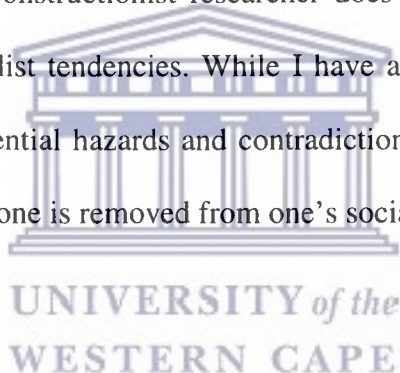 constructionist researcher does
list tendencies. While I have a
ential hazards and contradiction
one is removed from one's socia
UNIVERSITY of the
WESTERN CAPE